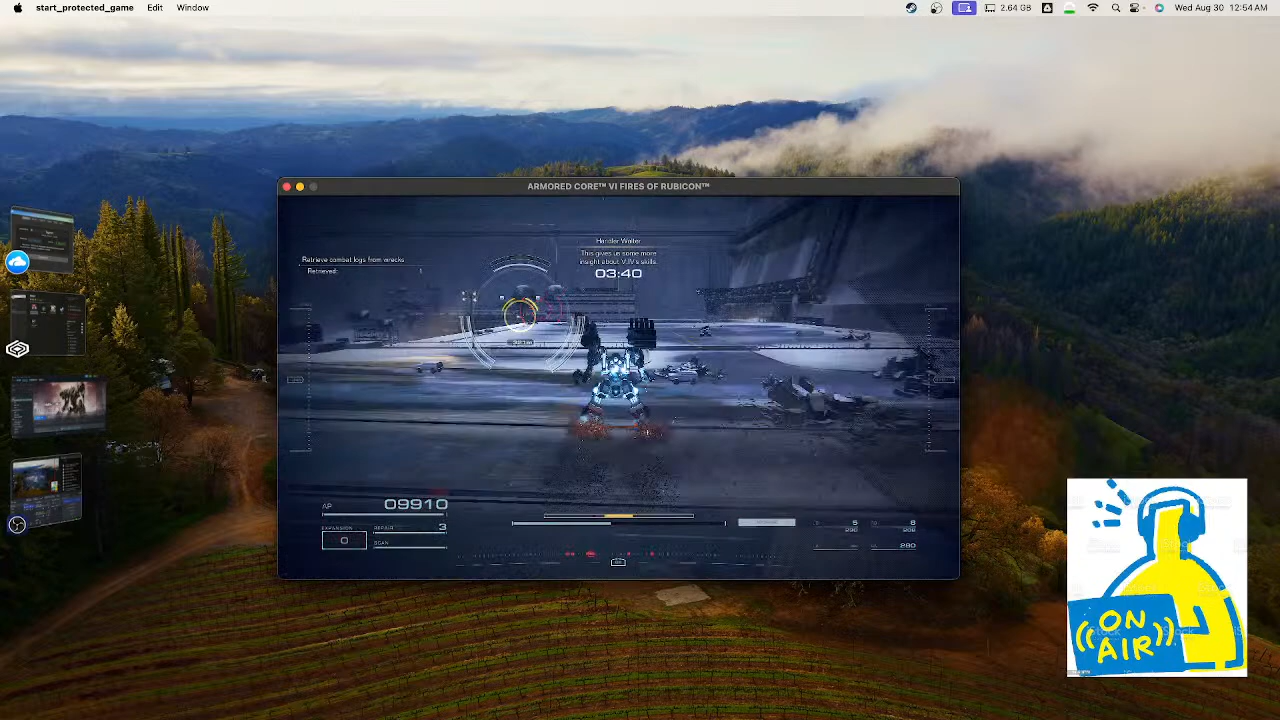 start_protected_game Edit Window
2.64 GB
Wed Aug 30 12:54 AM
ARMORED CORE™ VI FIRES OF RUBICON™
Handler Walter
This gives us some more
insight about V.IV's skills.
03:40
Retrieve combat logs from wrecks
Retrieved:
AP 09910
EXPANSION
0
REPAIR 3
SCAN
280
ON
AIR